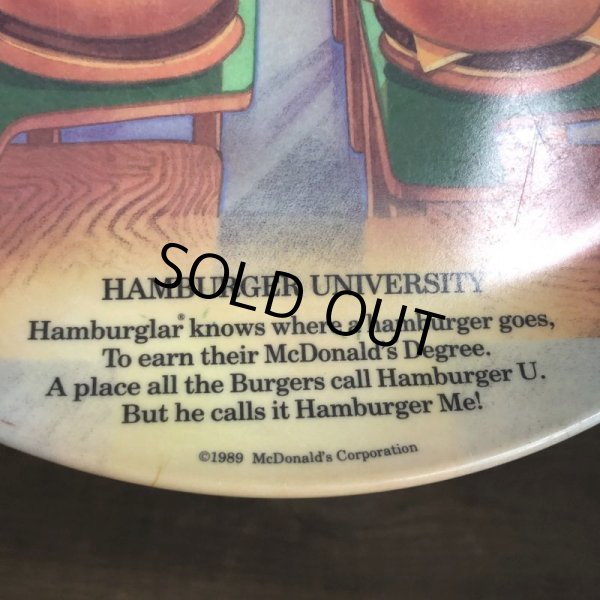 HAMBURGER UNIVERSITY
SOLD OUT
Hamburglar® knows where a hamburger goes,
To earn their McDonald's Degree.
A place all the Burgers call Hamburger U.
But he calls it Hamburger Me!
©1989 McDonald's Corporation